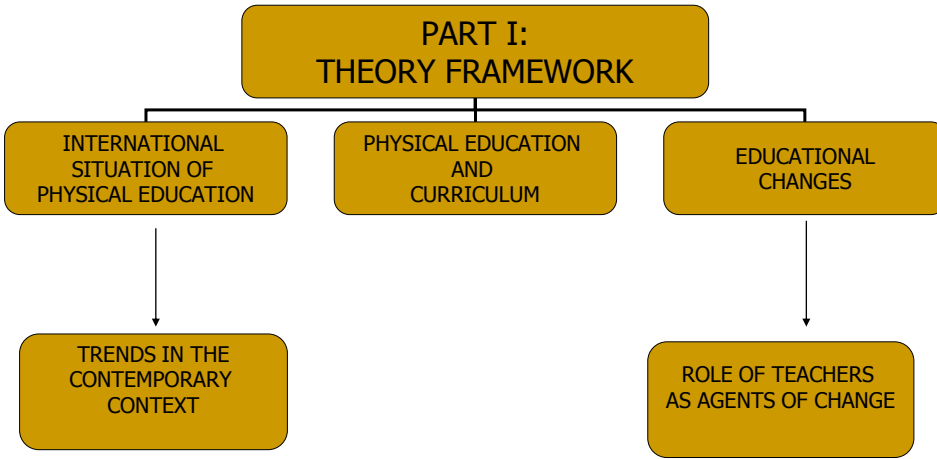 PART I:
THEORY FRAMEWORK
INTERNATIONAL
SITUATION OF
PHYSICAL EDUCATION
PHYSICAL EDUCATION
AND
CURRICULUM
EDUCATIONAL
CHANGES
TRENDS IN THE
CONTEMPORARY
CONTEXT
ROLE OF TEACHERS
AS AGENTS OF CHANGE